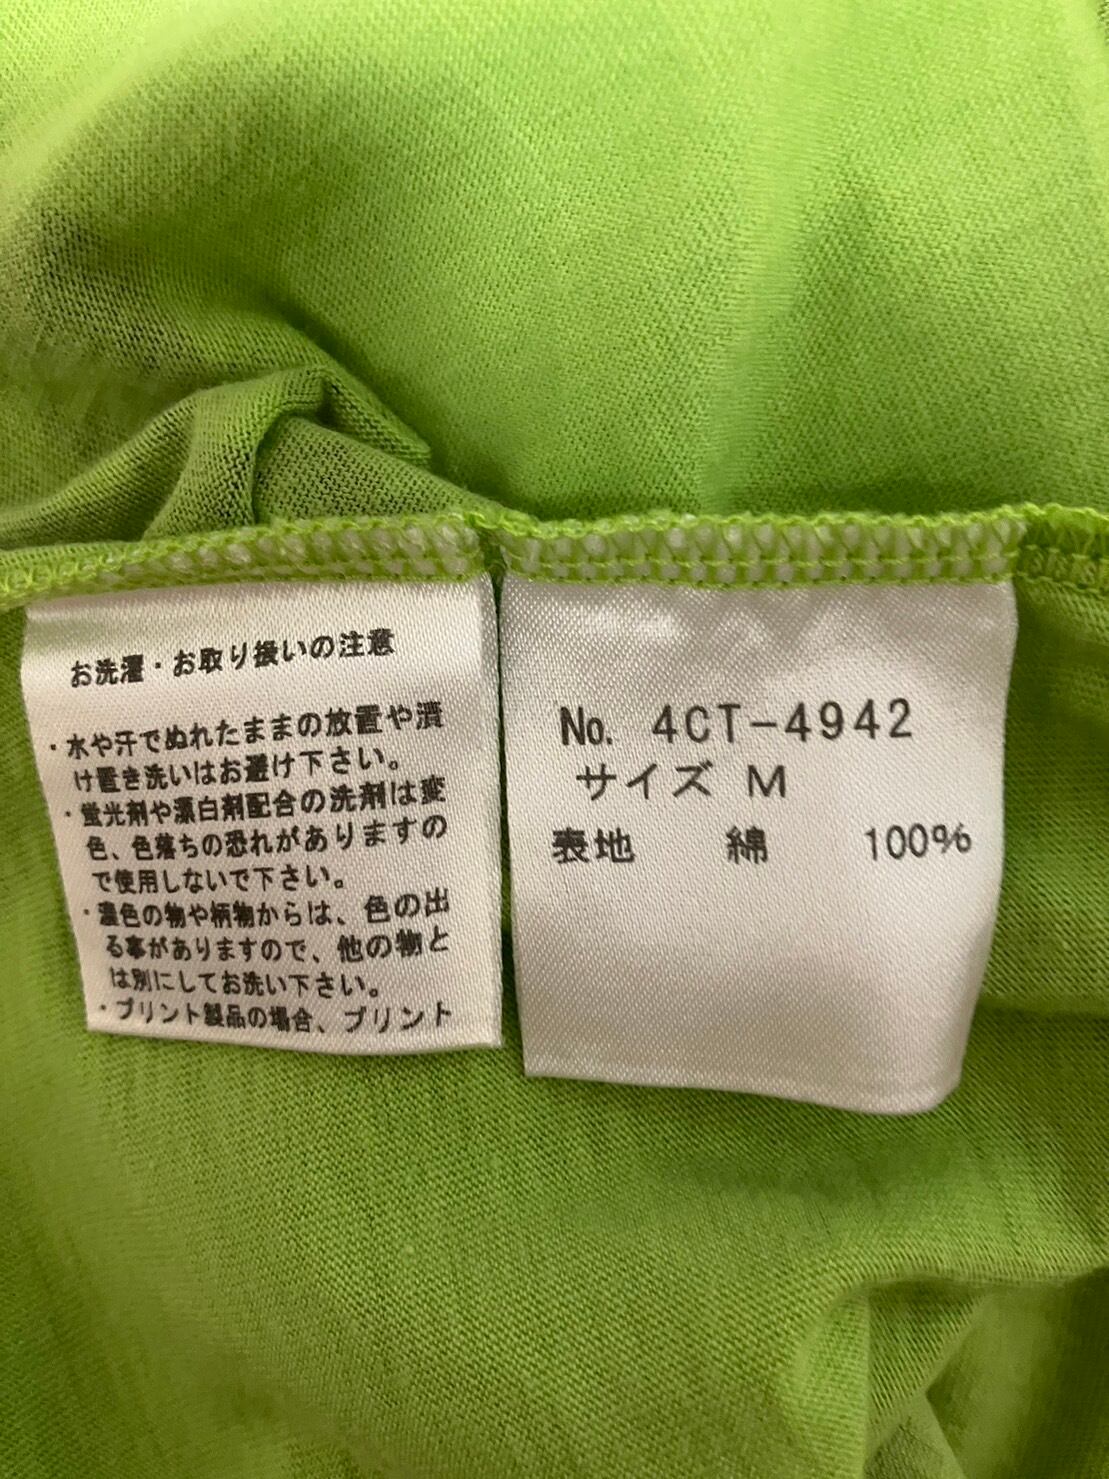 お洗濯・お取り扱いの注意
・水や汗でぬれたままの放置や漬
け置き洗いはお避け下さい。
・蛍光剤や漂白剤配合の洗剤は変
色、色落ちの恐れがありますの
で使用しないで下さい。
・濃色の物や柄物からは、色の出
る事がありますので、他の物と
は別にしてお洗い下さい。
・プリント製品の場合、プリント
No. 4CT-4942
サイズ M
表地 綿 100%